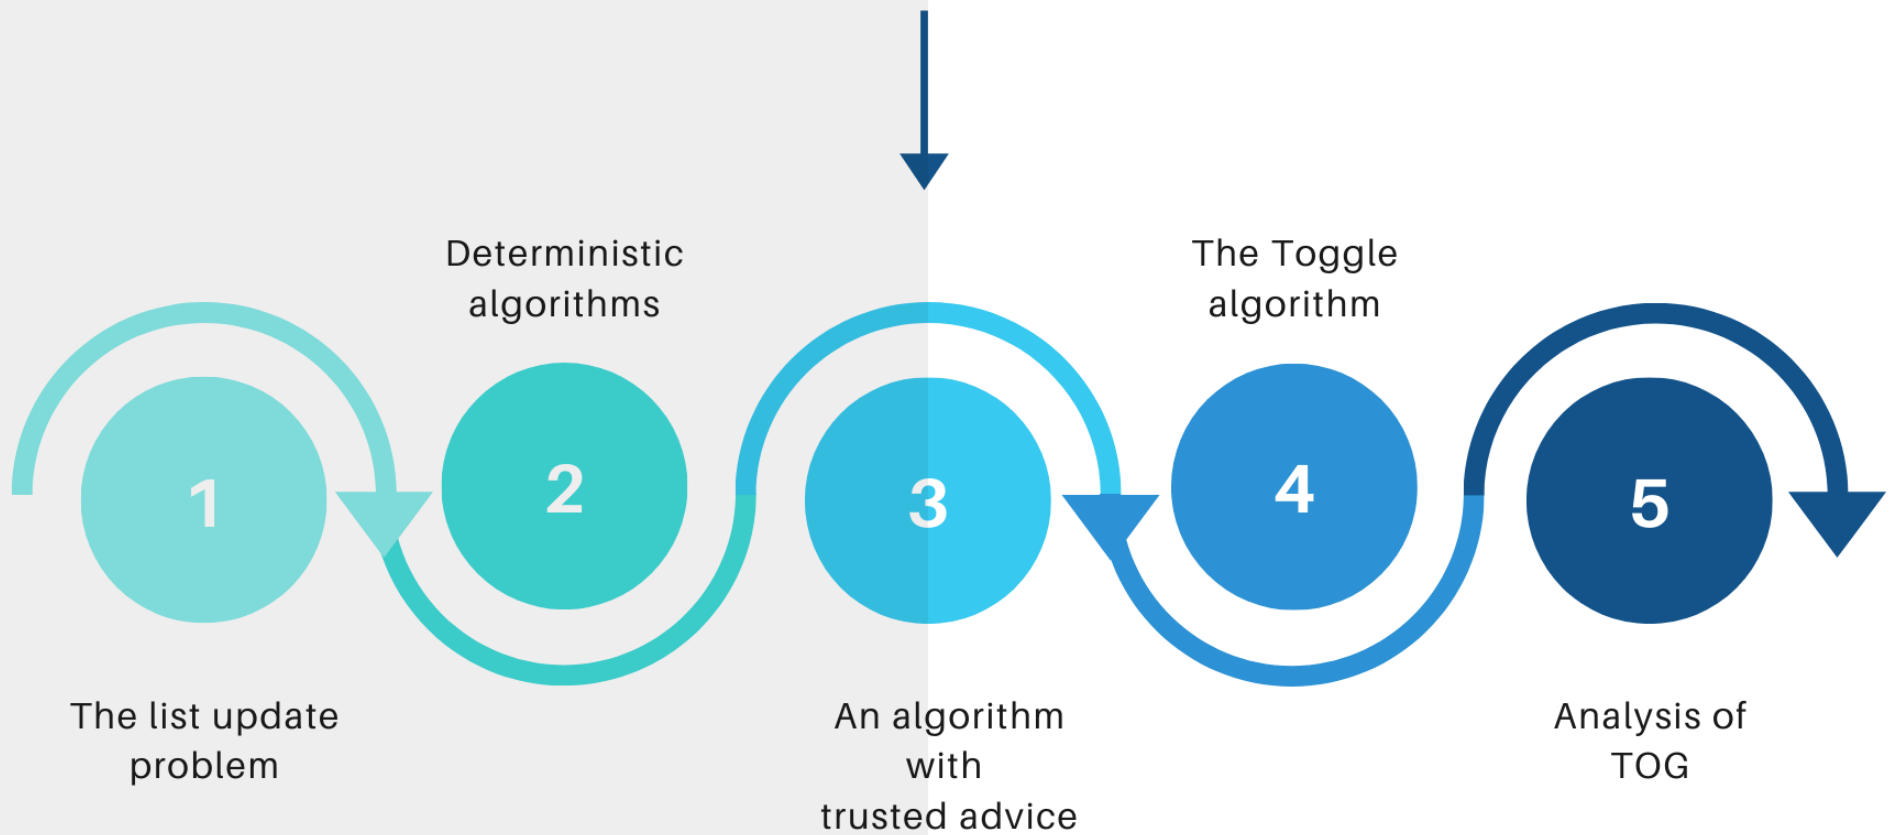 1
The list update
problem
2
Deterministic
algorithms
3
An algorithm
with
trusted advice
4
The Toggle
algorithm
5
Analysis of
TOG